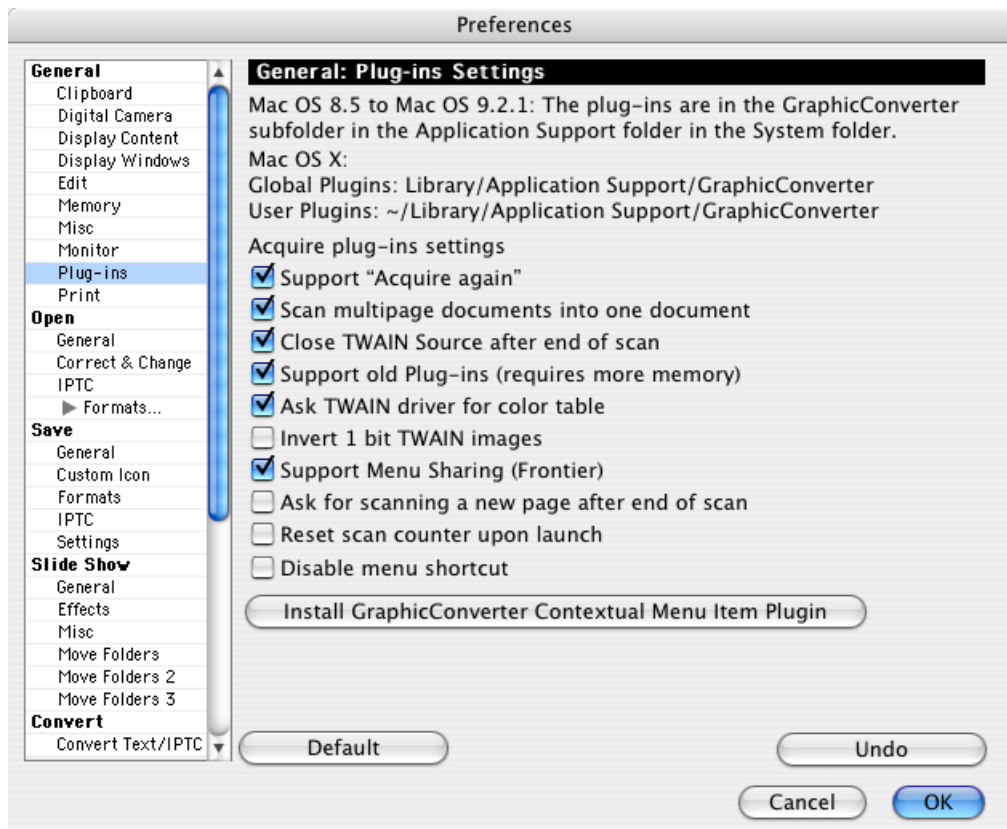 Preferences
General
Clipboard
Digital Camera
Display Content
Display Windows
Edit
Memory
Misc
Monitor
Plug-ins
Print
Open
General
Correct & Change
IPTC
Formats...
Save
General
Custom Icon
Formats
IPTC
Settings
Slide Show
General
Effects
Misc
Move Folders
Move Folders 2
Move Folders 3
Convert
Convert Text/IPTC
General: Plug-ins Settings
Mac OS 8.5 to Mac OS 9.2.1: The plug-ins are in the GraphicConverter
subfolder in the Application Support folder in the System folder.
Mac OS X:
Global Plugins: Library/Application Support/GraphicConverter
User Plugins: ~/Library/Application Support/GraphicConverter
Acquire plug-ins settings
Support “Acquire again”
Scan multipage documents into one document
Close TWAIN Source after end of scan
Support old Plug-ins (requires more memory)
Ask TWAIN driver for color table
Invert 1 bit TWAIN images
Support Menu Sharing (Frontier)
Ask for scanning a new page after end of scan
Reset scan counter upon launch
Disable menu shortcut
Install GraphicConverter Contextual Menu Item Plugin
Default
Undo
Cancel
OK